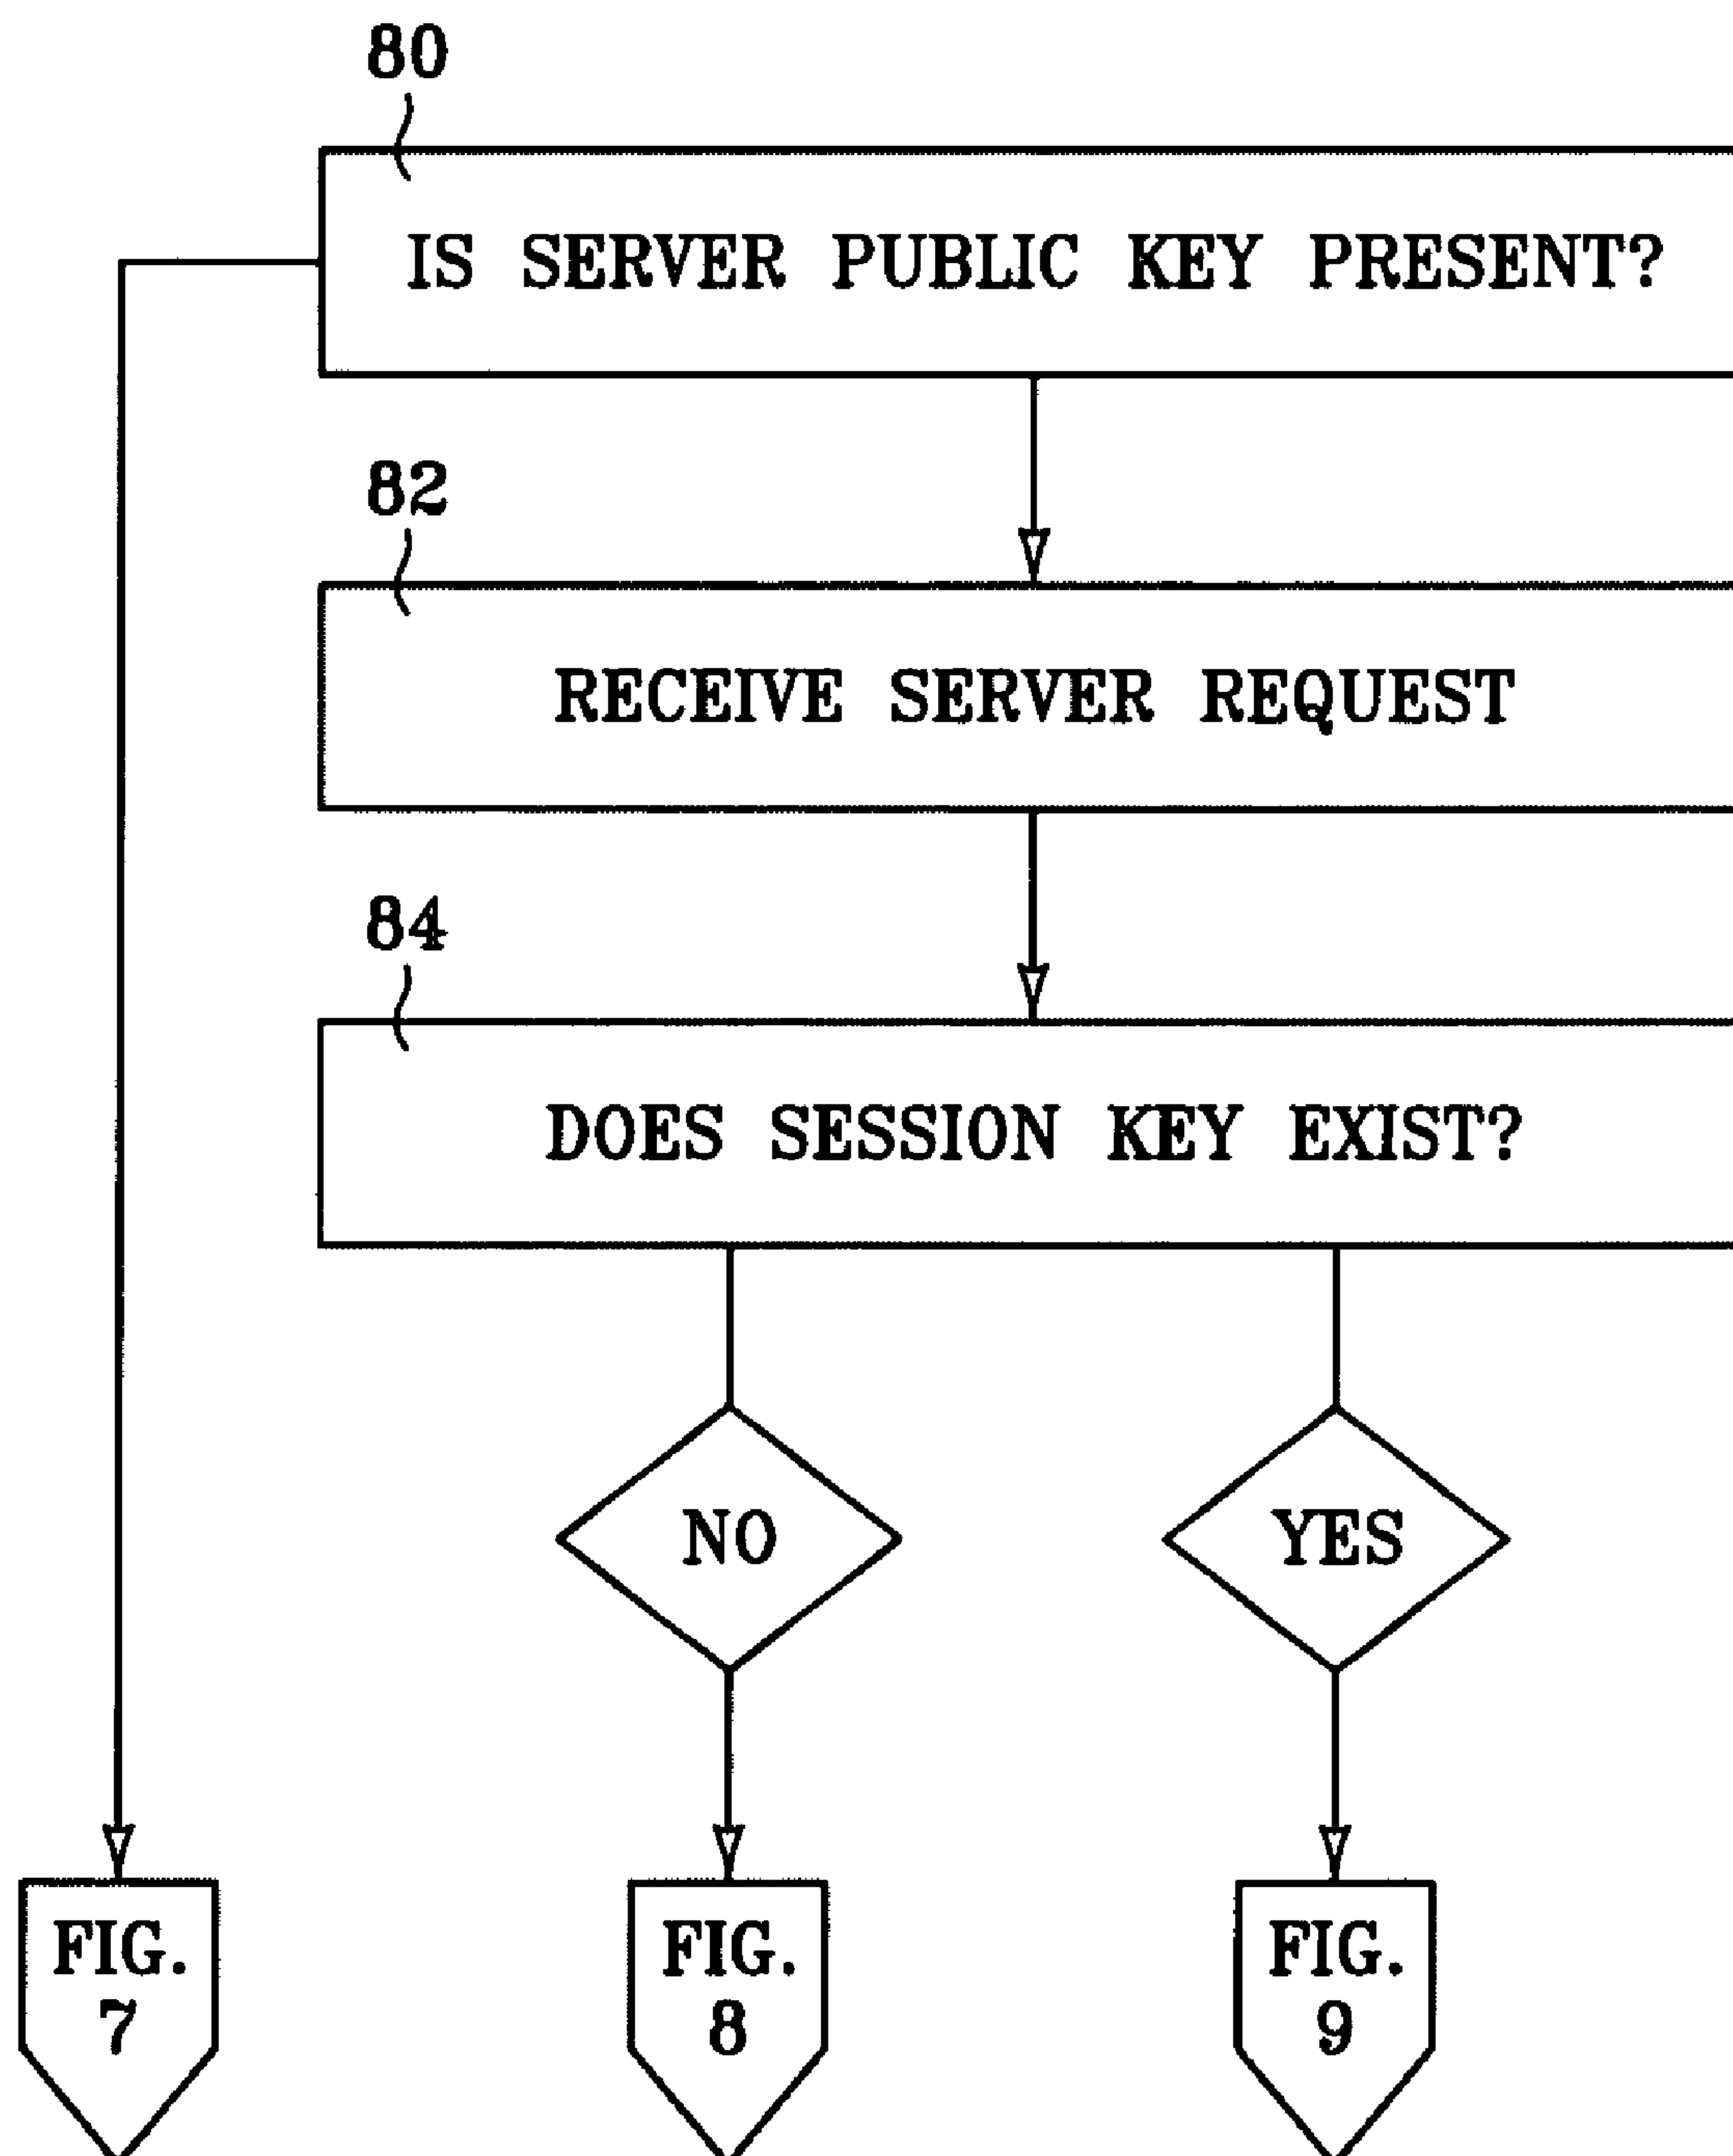 80
IS SERVER PUBLIC KEY PRESENT?
82
RECEIVE SERVER REQUEST
84
DOES SESSION KEY EXIST?
NO
YES
FIG.
7
FIG.
8
FIG.
9